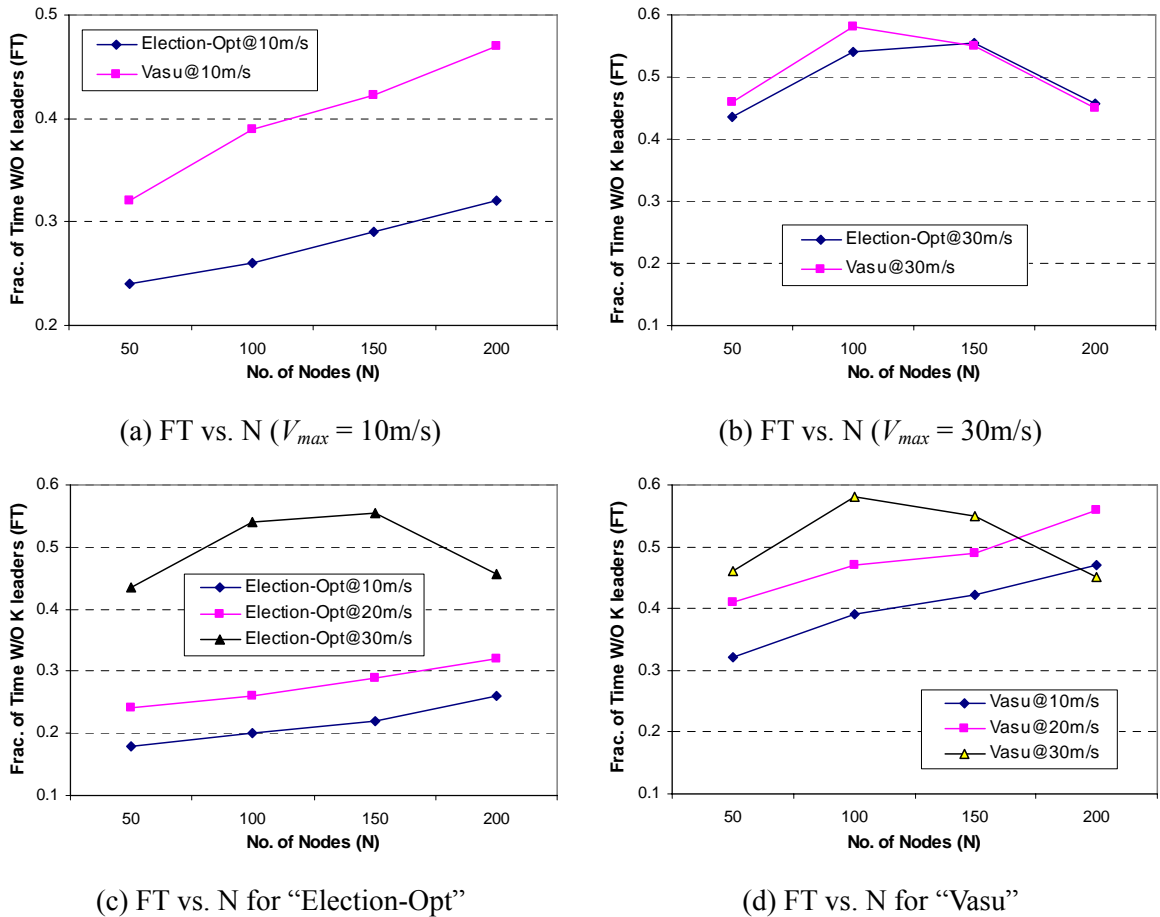 0.5
0.4
0.3
0.2
Frac. of Time W/O K leaders (FT)
Election-Opt@10m/s
Vasu@10m/s
50 100 150 200
No. of Nodes (N)
(a) FT vs. N (Vmax = 10m/s)
0.6
0.5
0.4
0.3
0.2
0.1
Frac. of Time W/O K leaders (FT)
Election-Opt@30m/s
Vasu@30m/s
50 100 150 200
No. of Nodes (N)
(b) FT vs. N (Vmax = 30m/s)
0.6
0.5
0.4
0.3
0.2
0.1
Frac. of Time W/O K leaders (FT)
Election-Opt@10m/s
Election-Opt@20m/s
Election-Opt@30m/s
50 100 150 200
No. of Nodes (N)
(c) FT vs. N for “Election-Opt”
0.6
0.5
0.4
0.3
0.2
0.1
Frac. of Time W/O K leaders (FT)
Vasu@10m/s
Vasu@20m/s
Vasu@30m/s
50 100 150 200
No. of Nodes (N)
(d) FT vs. N for “Vasu”